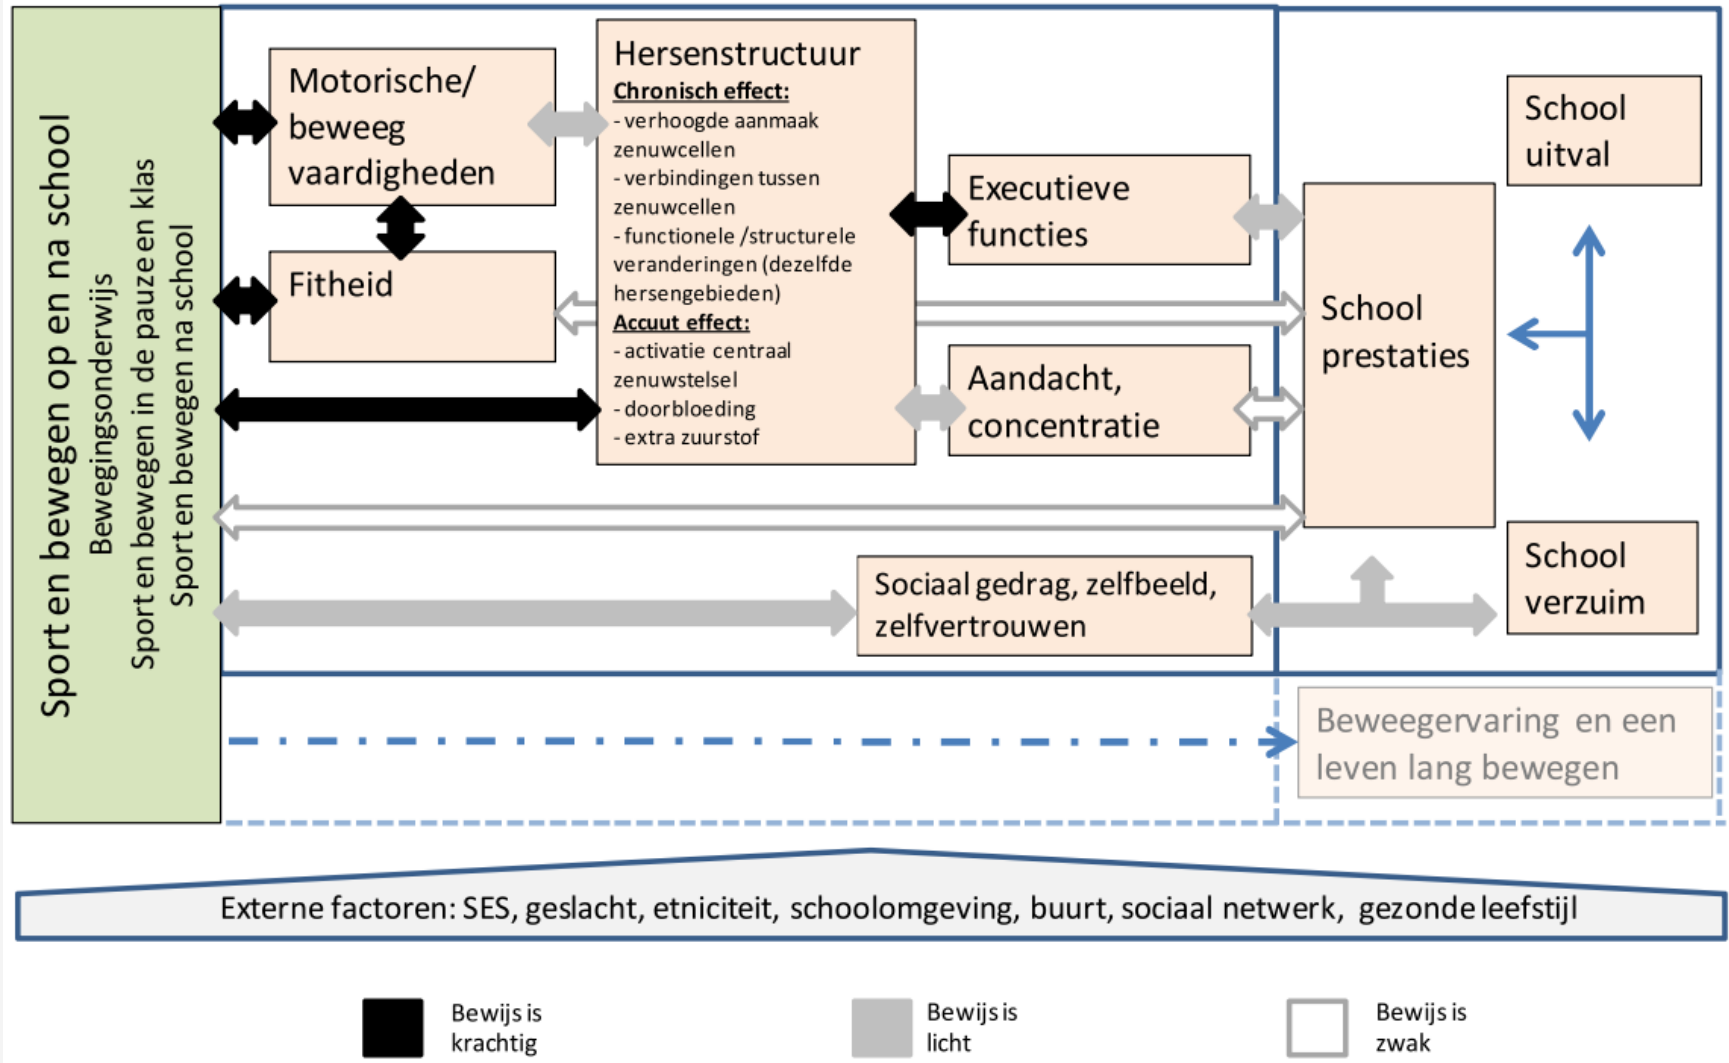 Sport en bewegen op en na school
Bewegingsonderwijs
Sport en bewegen in de pauze en klas
Sport en bewegen na school
Motorische/
beweeg
vaardigheden
Fitheid
Hersenstructuur
Chronisch effect:
- verhoogde aanmaak
zenuwcellen
- verbindingen tussen
zenuwcellen
- functionele /structurele
veranderingen (dezelfde
hersengebieden)
Accuut effect:
- activatie centraal
zenuwstelsel
- doorbloeding
- extra zuurstof
Executieve
functies
Aandacht,
concentratie
Sociaal gedrag, zelfbeeld,
zelfvertrouwen
School
prestaties
School
uitval
School
verzuim
Beweegervaring en een
leven lang bewegen
Externe factoren: SES, geslacht, etniciteit, schoolomgeving, buurt, sociaal netwerk, gezonde leefstijl
Bewijs is
krachtig
Bewijs is
licht
Bewijs is
zwak